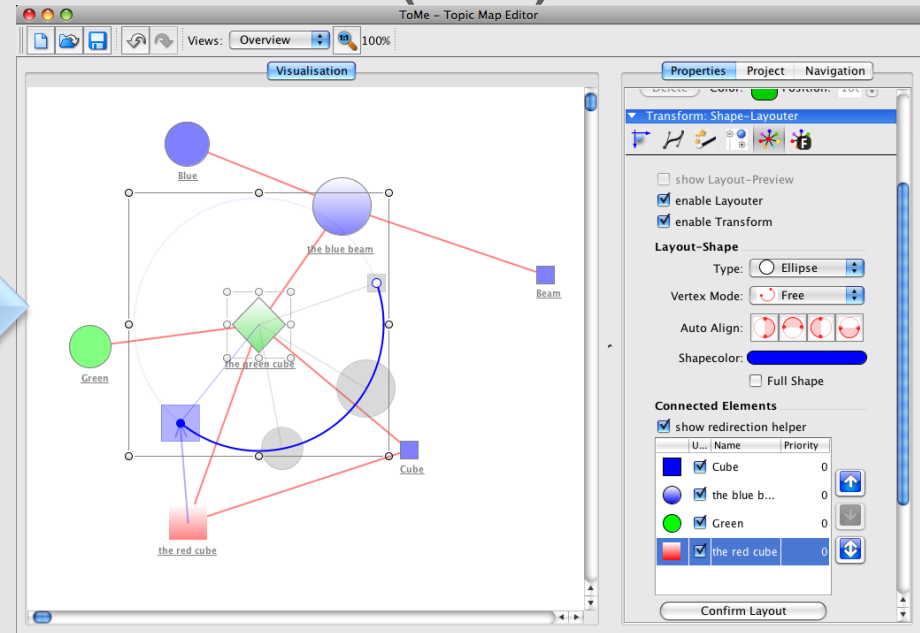 ToMe – Topic Map Editor
Views: Overview 1:1 100%
Visualisation
Properties Project Navigation
Delete Color: Position:
Transform: Shape-Layouter
F
show Layout-Preview
enable Layouter
enable Transform
Layout-Shape
Type: Ellipse
Vertex Mode: Free
Auto Align:
Shapecolor:
Full Shape
Connected Elements
show redirection helper
U... Name Priority
Cube 0
the blue b... 0
Green 0
the red cube 0
Confirm Layout
Blue
the blue beam
Beam
the green cube
Green
Cube
the red cube